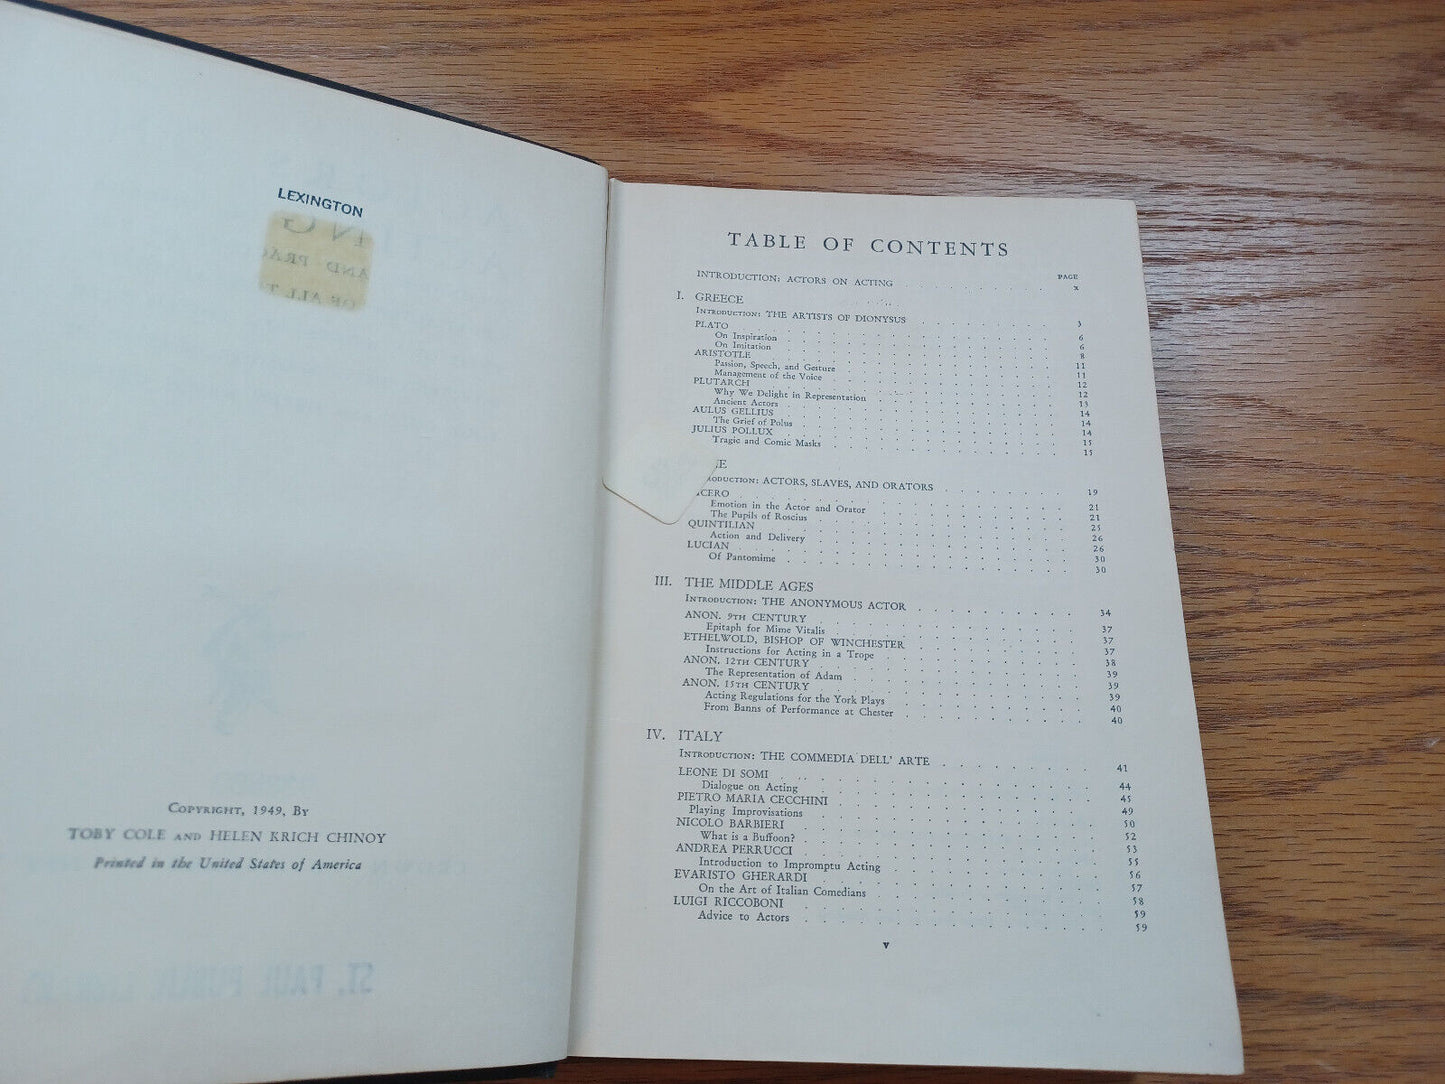 LEXINGTON
COPYRIGHT, 1949, BY
TOBY COLE AND HELEN KRICH CHINOY
Printed in the United States of America
TABLE OF CONTENTS
PAGE
INTRODUCTION: ACTORS ON ACTING x
I. GREECE
INTRODUCTION: THE ARTISTS OF DIONYSUS 3
PLATO 6
On Inspiration 6
On Imitation 8
ARISTOTLE 11
Passion, Speech, and Gesture 11
Management of the Voice 12
PLUTARCH 12
Why We Delight in Representation 13
Ancient Actors 14
AULUS GELLIUS 14
The Grief of Polus 14
JULIUS POLLUX 15
Tragic and Comic Masks 15
ACTORS, SLAVES, AND ORATORS 19
ICERO 21
Emotion in the Actor and Orator 21
The Pupils of Roscius 25
QUINTILIAN 26
Action and Delivery 26
LUCIAN 30
Of Pantomime 30
III. THE MIDDLE AGES
INTRODUCTION: THE ANONYMOUS ACTOR 34
ANON. 9TH CENTURY 37
Epitaph for Mime Vitalis 37
ETHELWOLD, BISHOP OF WINCHESTER 37
Instructions for Acting in a Trope 38
ANON. 12TH CENTURY 39
The Representation of Adam 39
ANON. 15TH CENTURY 39
Acting Regulations for the York Plays 40
From Banns of Performance at Chester 40
IV. ITALY
INTRODUCTION: THE COMMEDIA DELL' ARTE 41
LEONE DI SOMI 44
Dialogue on Acting 45
PIETRO MARIA CECCHINI 49
Playing Improvisations 50
NICOLO BARBIERI 52
What is a Buffoon? 53
ANDREA PERRUCCI 55
Introduction to Impromptu Acting 56
EVARISTO GHERARDI 57
On the Art of Italian Comedians 58
LUIGI RICCOBONI 59
Advice to Actors 59
v